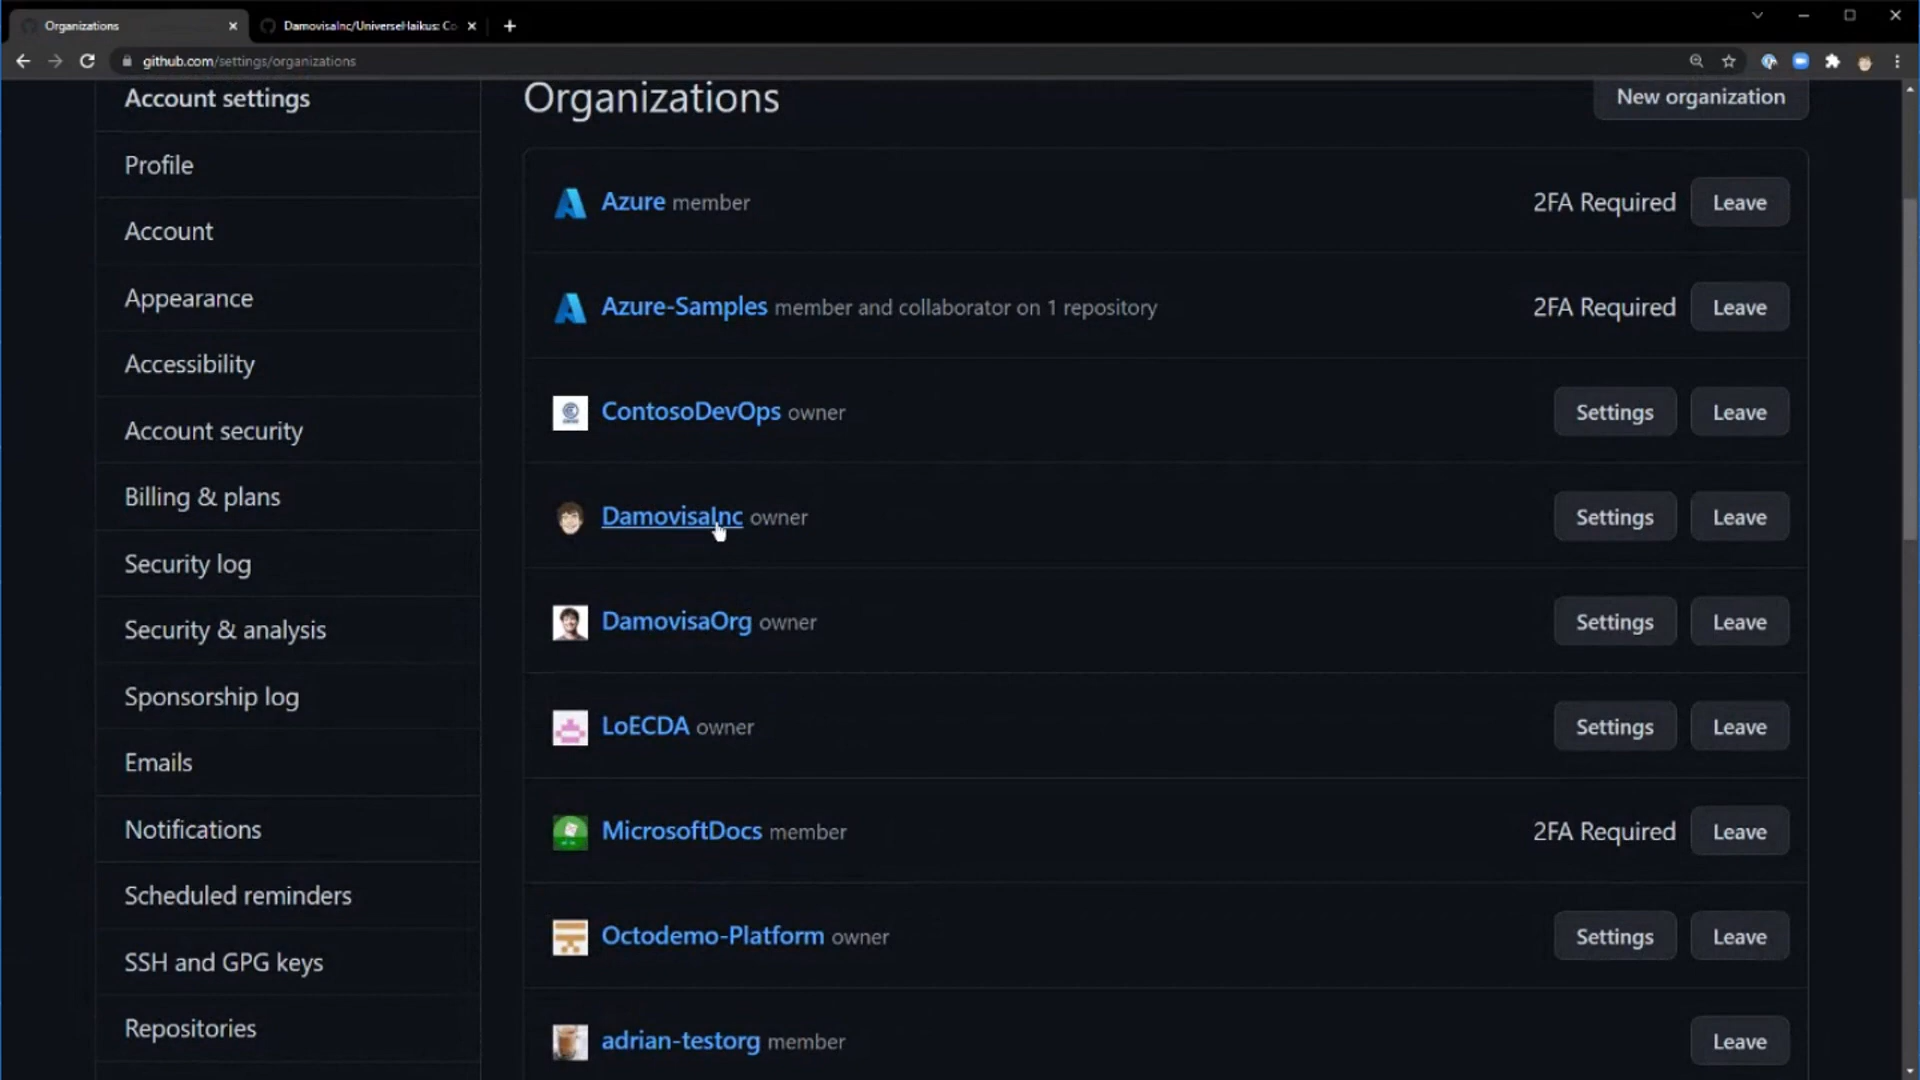 Organizations
DamovisaInc/UniverseHaikus: Co
github.com/settings/organizations
Account settings
Profile
Account
Appearance
Accessibility
Account security
Billing & plans
Security log
Security & analysis
Sponsorship log
Emails
Notifications
Scheduled reminders
SSH and GPG keys
Repositories
Organizations
New organization
Azure member 2FA Required Leave
Azure-Samples member and collaborator on 1 repository 2FA Required Leave
ContosoDevOps owner Settings Leave
DamovisaInc owner Settings Leave
DamovisaOrg owner Settings Leave
LoECDA owner Settings Leave
MicrosoftDocs member 2FA Required Leave
Octodemo-Platform owner Settings Leave
adrian-testorg member Leave